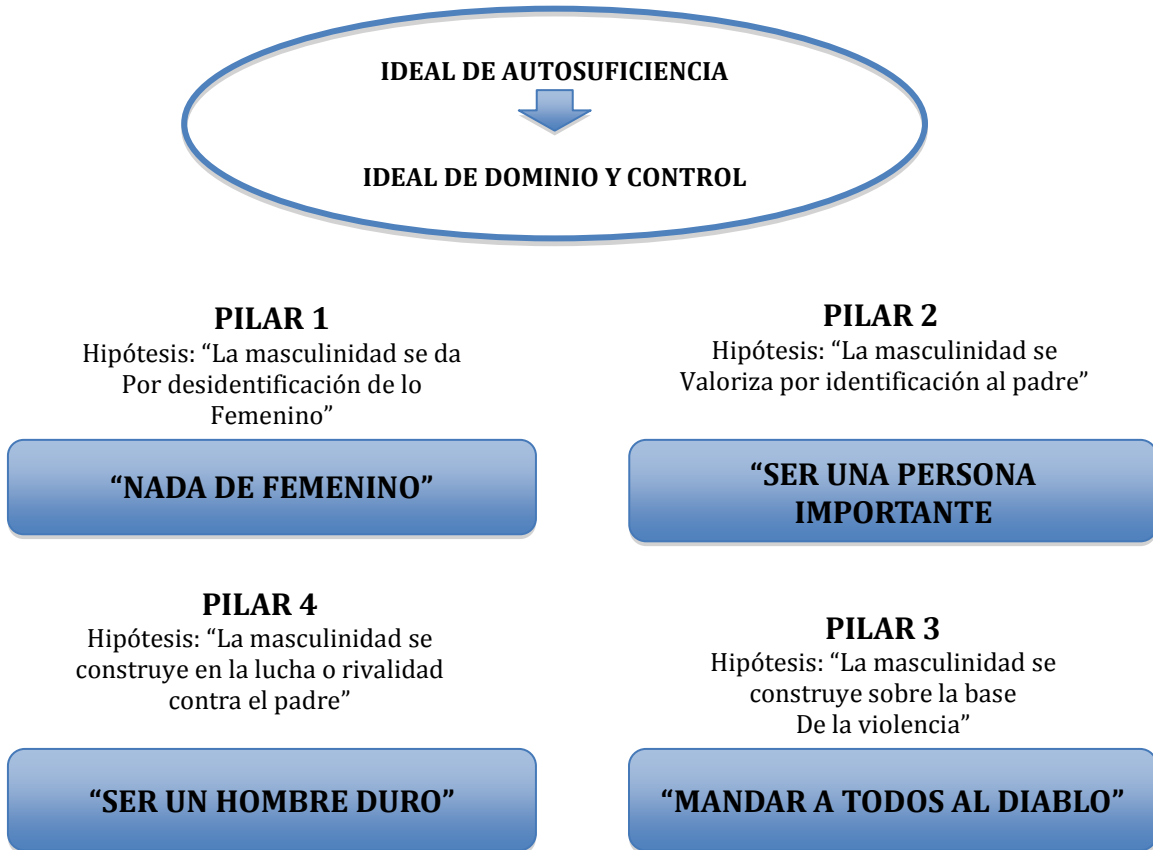 IDEAL DE AUTOSUFICIENCIA
IDEAL DE DOMINIO Y CONTROL
PILAR 1
Hipótesis: “La masculinidad se da
Por desidentificación de lo
Femenino”
“NADA DE FEMENINO”
PILAR 2
Hipótesis: “La masculinidad se
Valoriza por identificación al padre”
“SER UNA PERSONA
IMPORTANTE
PILAR 4
Hipótesis: “La masculinidad se
construye en la lucha o rivalidad
contra el padre”
“SER UN HOMBRE DURO”
PILAR 3
Hipótesis: “La masculinidad se
construye sobre la base
De la violencia”
“MANDAR A TODOS AL DIABLO”